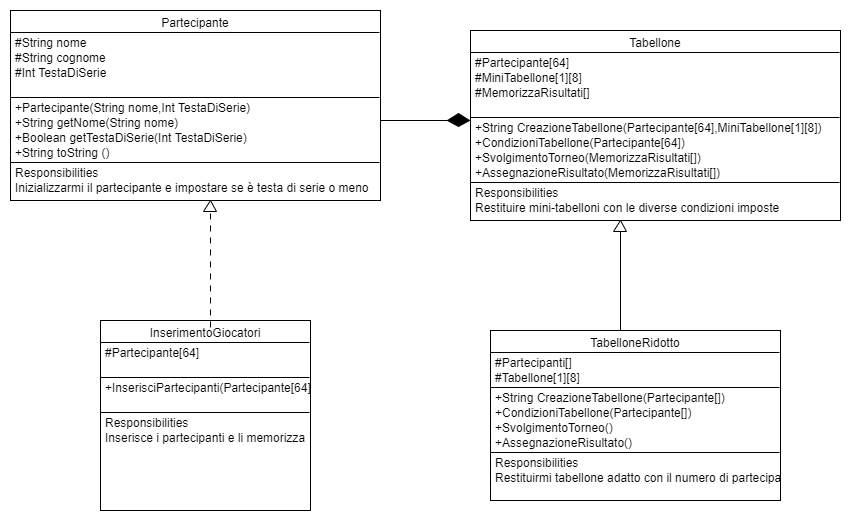 Partecipante
#String nome
#String cognome
#Int TestaDiSerie
+Partecipante(String nome,Int TestaDiSerie)
+String getNome(String nome)
+Boolean getTestaDiSerie(Int TestaDiSerie)
+String toString ()
Responsibilities
Inizializzarmi il partecipante e impostare se è testa di serie o meno
Tabellone
#Partecipante[64]
#MiniTabellone[1][8]
#MemorizzaRisultati[]
+String CreazioneTabellone(Partecipante[64],MiniTabellone[1][8])
+CondizioniTabellone(Partecipante[64])
+SvolgimentoTorneo(MemorizzaRisultati[])
+AssegnazioneRisultato(MemorizzaRisultati[])
Responsibilities
Restituire mini-tabelloni con le diverse condizioni imposte
InserimentoGiocatori
#Partecipante[64]
+InserisciPartecipanti(Partecipante[64]
Responsibilities
Inserisce i partecipanti e li memorizza
TabelloneRidotto
#Partecipanti[]
#Tabellone[1][8]
+String CreazioneTabellone(Partecipante[])
+CondizioniTabellone(Partecipante[])
+SvolgimentoTorneo()
+AssegnazioneRisultato()
Responsibilities
Restituirmi tabellone adatto con il numero di partecipa